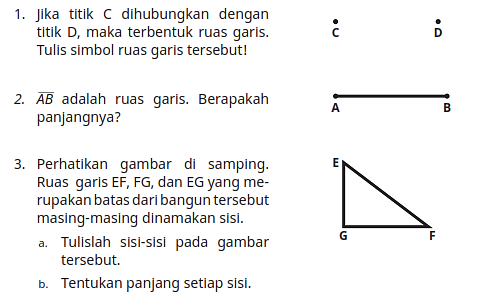 1. Jika titik C dihubungkan dengan
titik D, maka terbentuk ruas garis.
Tulis simbol ruas garis tersebut!
C
D
2. A̅B̅ adalah ruas garis. Berapakah
panjangnya?
A
B
3. Perhatikan gambar di samping.
Ruas garis EF, FG, dan EG yang me-
rupakan batas dari bangun tersebut
masing-masing dinamakan sisi.
a. Tulislah sisi-sisi pada gambar
tersebut.
b. Tentukan panjang setiap sisi.
E
G
F